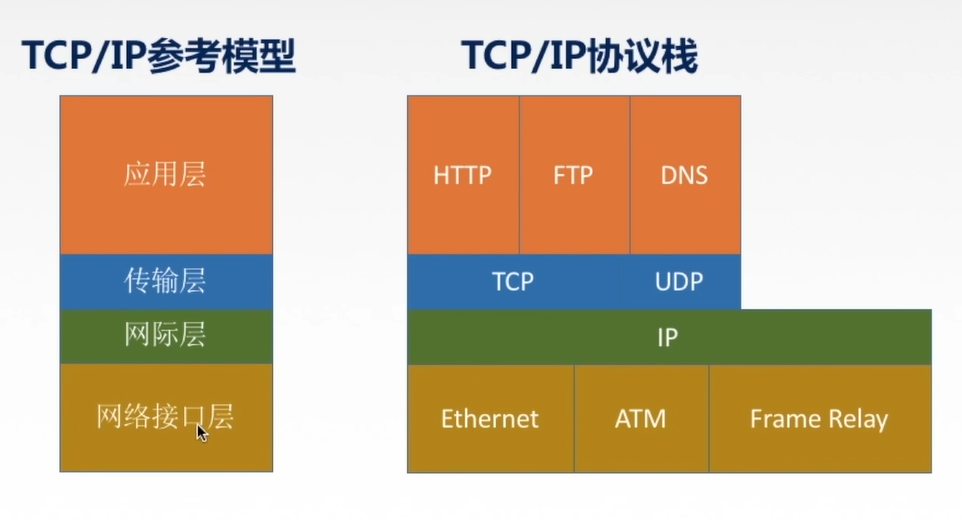 TCP/IP参考模型
TCP/IP协议栈
应用层
传输层
网际层
网络接口层
HTTP
FTP
DNS
TCP
UDP
IP
Ethernet
ATM
Frame Relay